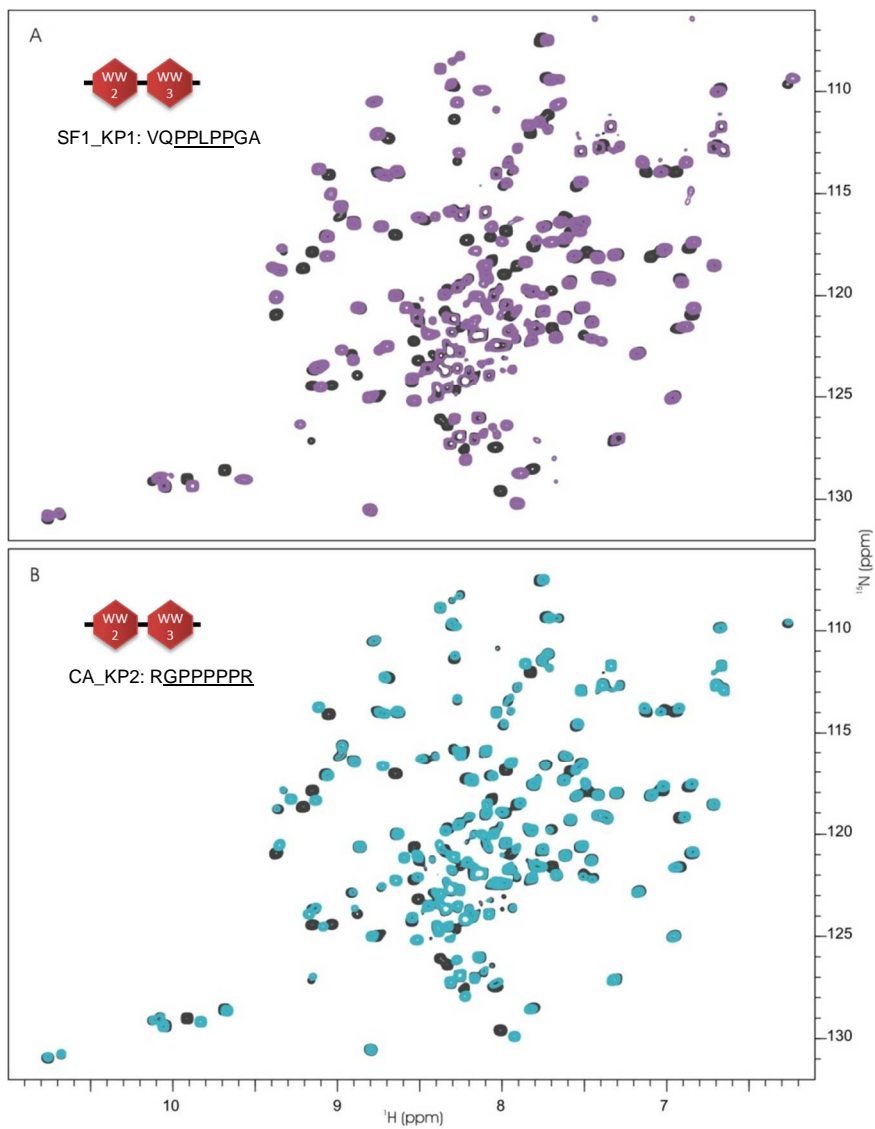 A
WW 2
WW 3
SF1_KP1: VQPPLPPGA
110
115
120
125
130
¹⁵N (ppm)
B
WW 2
WW 3
CA_KP2: RGPPPPPR
110
115
120
125
130
10
9
8
7
¹H (ppm)